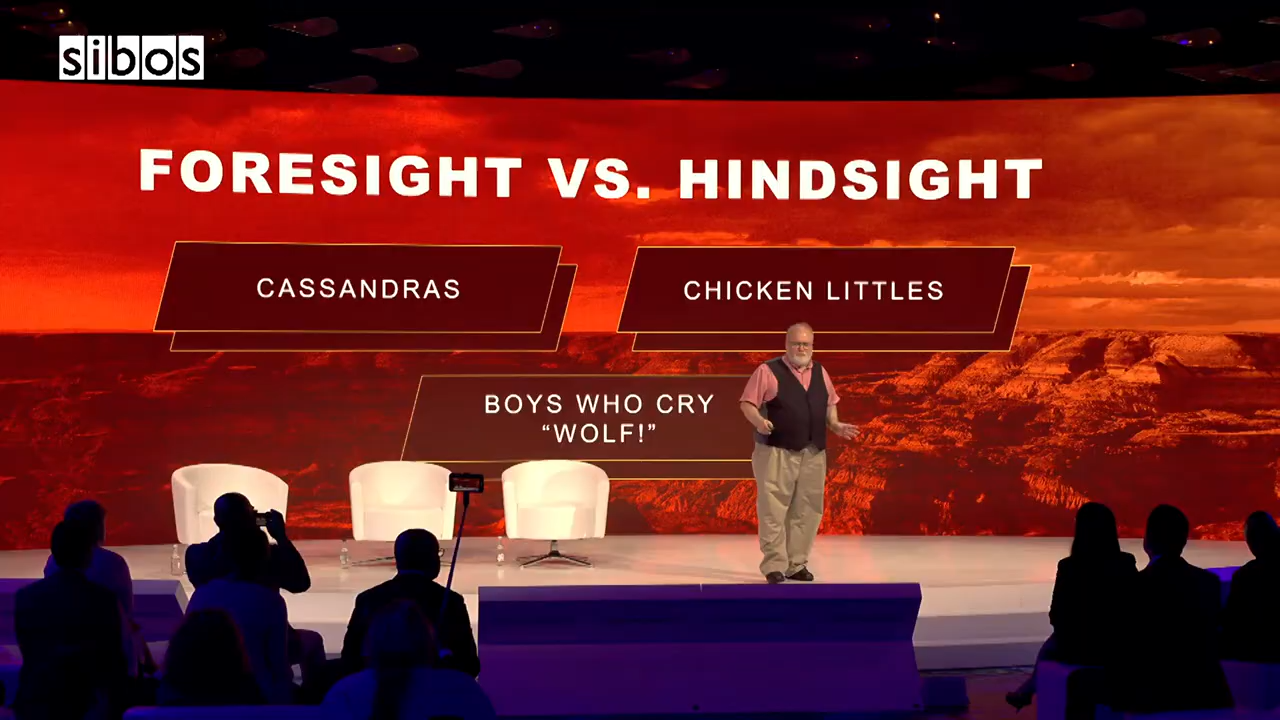 sibos
FORESIGHT VS. HINDSIGHT
CASSANDRAS
CHICKEN LITTLES
BOYS WHO CRY
“WOLF!”